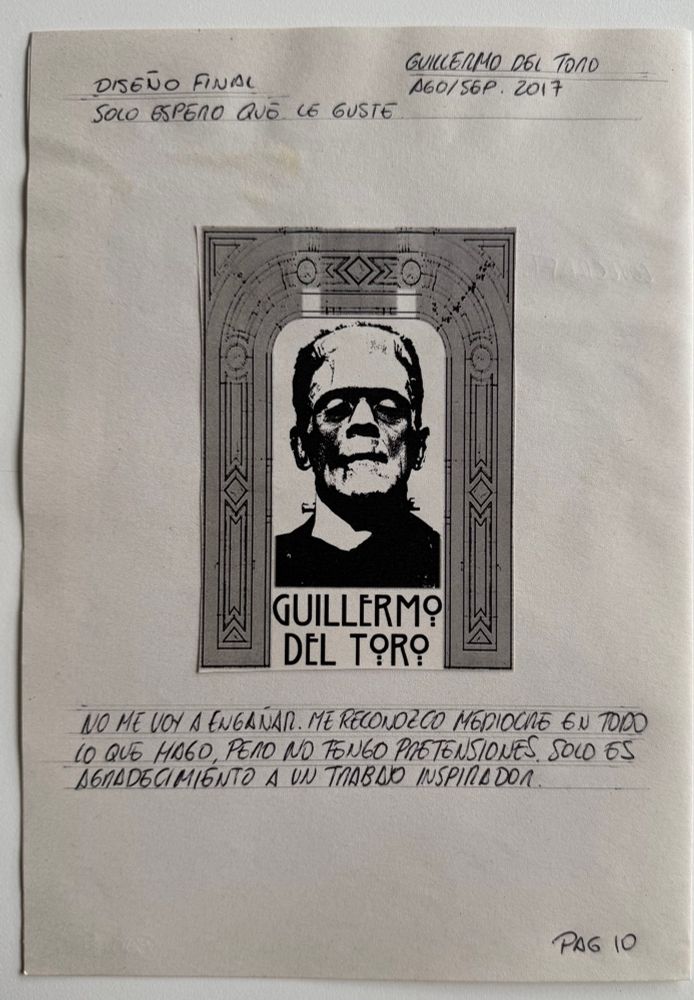 GUILLERMO DEL TORO
DISEÑO FINAL
AGO/SEP. 2017
SOLO ESPERO QUE LE GUSTE
GUILLERMO
DEL TORO
NO ME VOY A ENGAÑAR. ME RECONOZCO MEDIOCRE EN TODO
LO QUE HAGO, PERO NO TENGO PRETENSIONES. SOLO ES
AGRADECIMIENTO A UN TRABAJO INSPIRADOR.
PAG 10